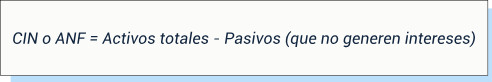 CIN o ANF = Activos totales - Pasivos (que no generen intereses)